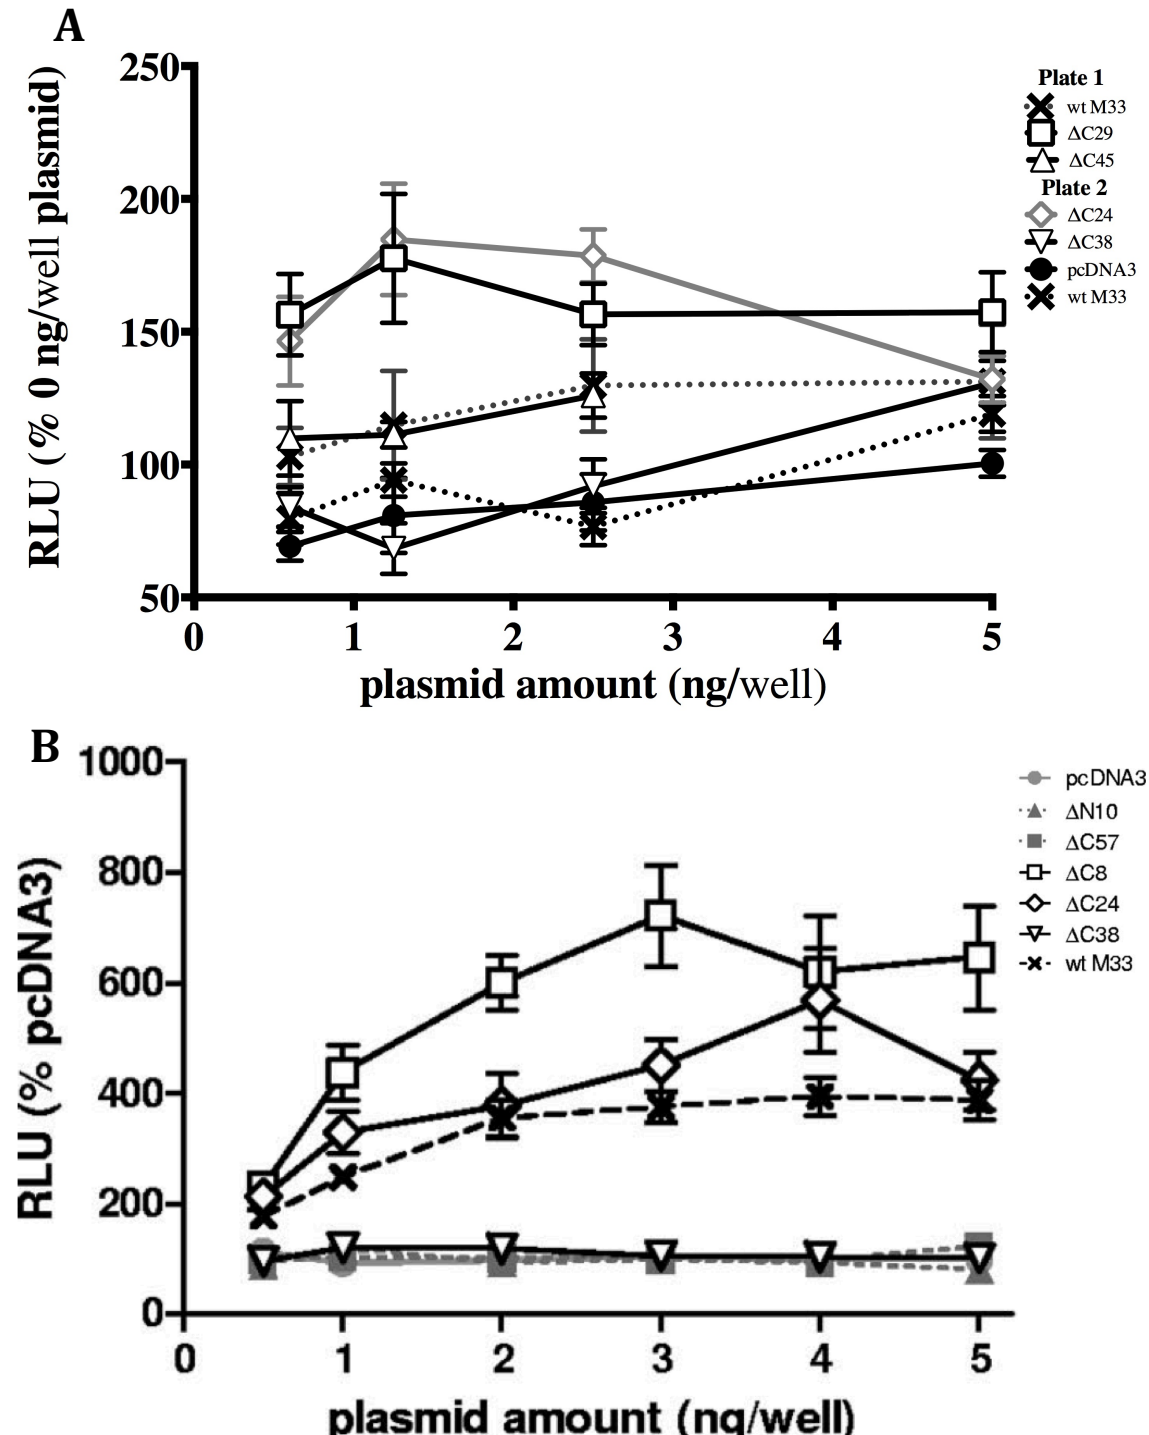 A
RLU (% 0 ng/well plasmid)
250
200
150
100
50
0 1 2 3 4 5
plasmid amount (ng/well)
Plate 1
wt M33
ΔC29
ΔC45
Plate 2
ΔC24
ΔC38
pcDNA3
wt M33
B
RLU (% pcDNA3)
1000
800
600
400
200
0
0 1 2 3 4 5
plasmid amount (ng/well)
pcDNA3
ΔN10
ΔC57
ΔC8
ΔC24
ΔC38
wt M33